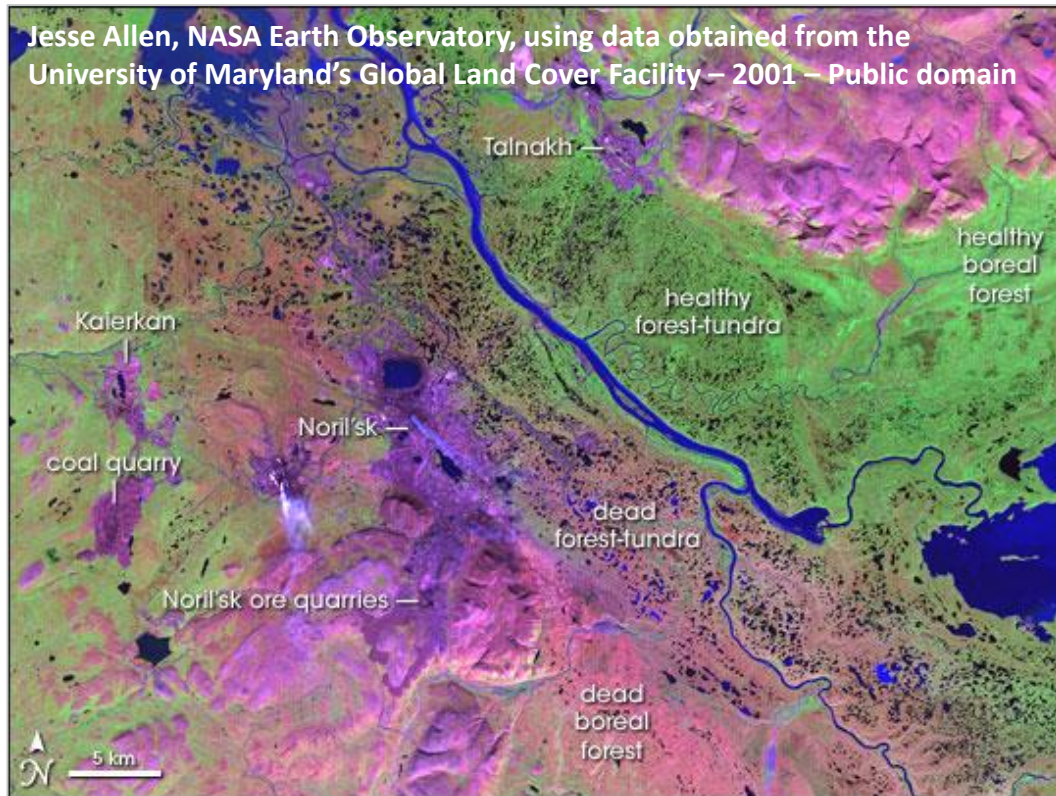 Jesse Allen, NASA Earth Observatory, using data obtained from the
University of Maryland's Global Land Cover Facility – 2001 – Public domain
Talnakh
healthy
boreal
forest
healthy
forest-tundra
Kaierkan
Noril'sk
coal quarry
dead
forest-tundra
Noril'sk ore quarries
dead
boreal
forest
N
5 km